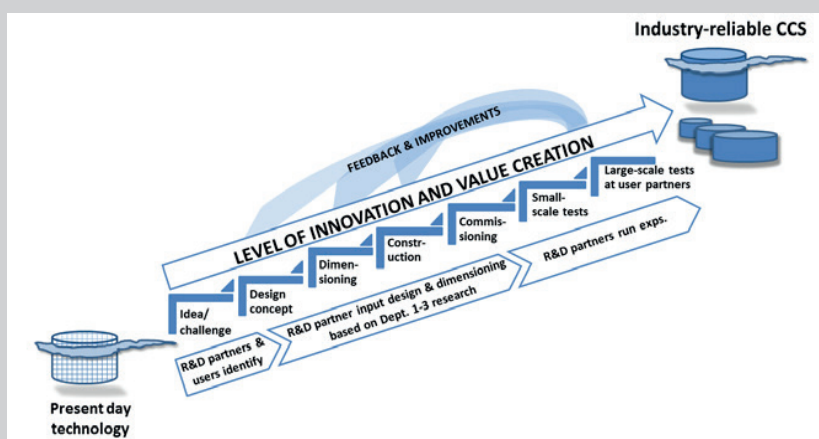 Industry-reliable CCS
FEEDBACK & IMPROVEMENTS
LEVEL OF INNOVATION AND VALUE CREATION
Idea/
challenge
Design
concept
Dimen-
sioning
Constr-
uction
Commis-
sioning
Small-
scale tests
Large-scale tests
at user partners
R&D partners &
users identify
R&D partner input design & dimensioning
based on Dept. 1-3 research
R&D partners run exps.
Present day
technology